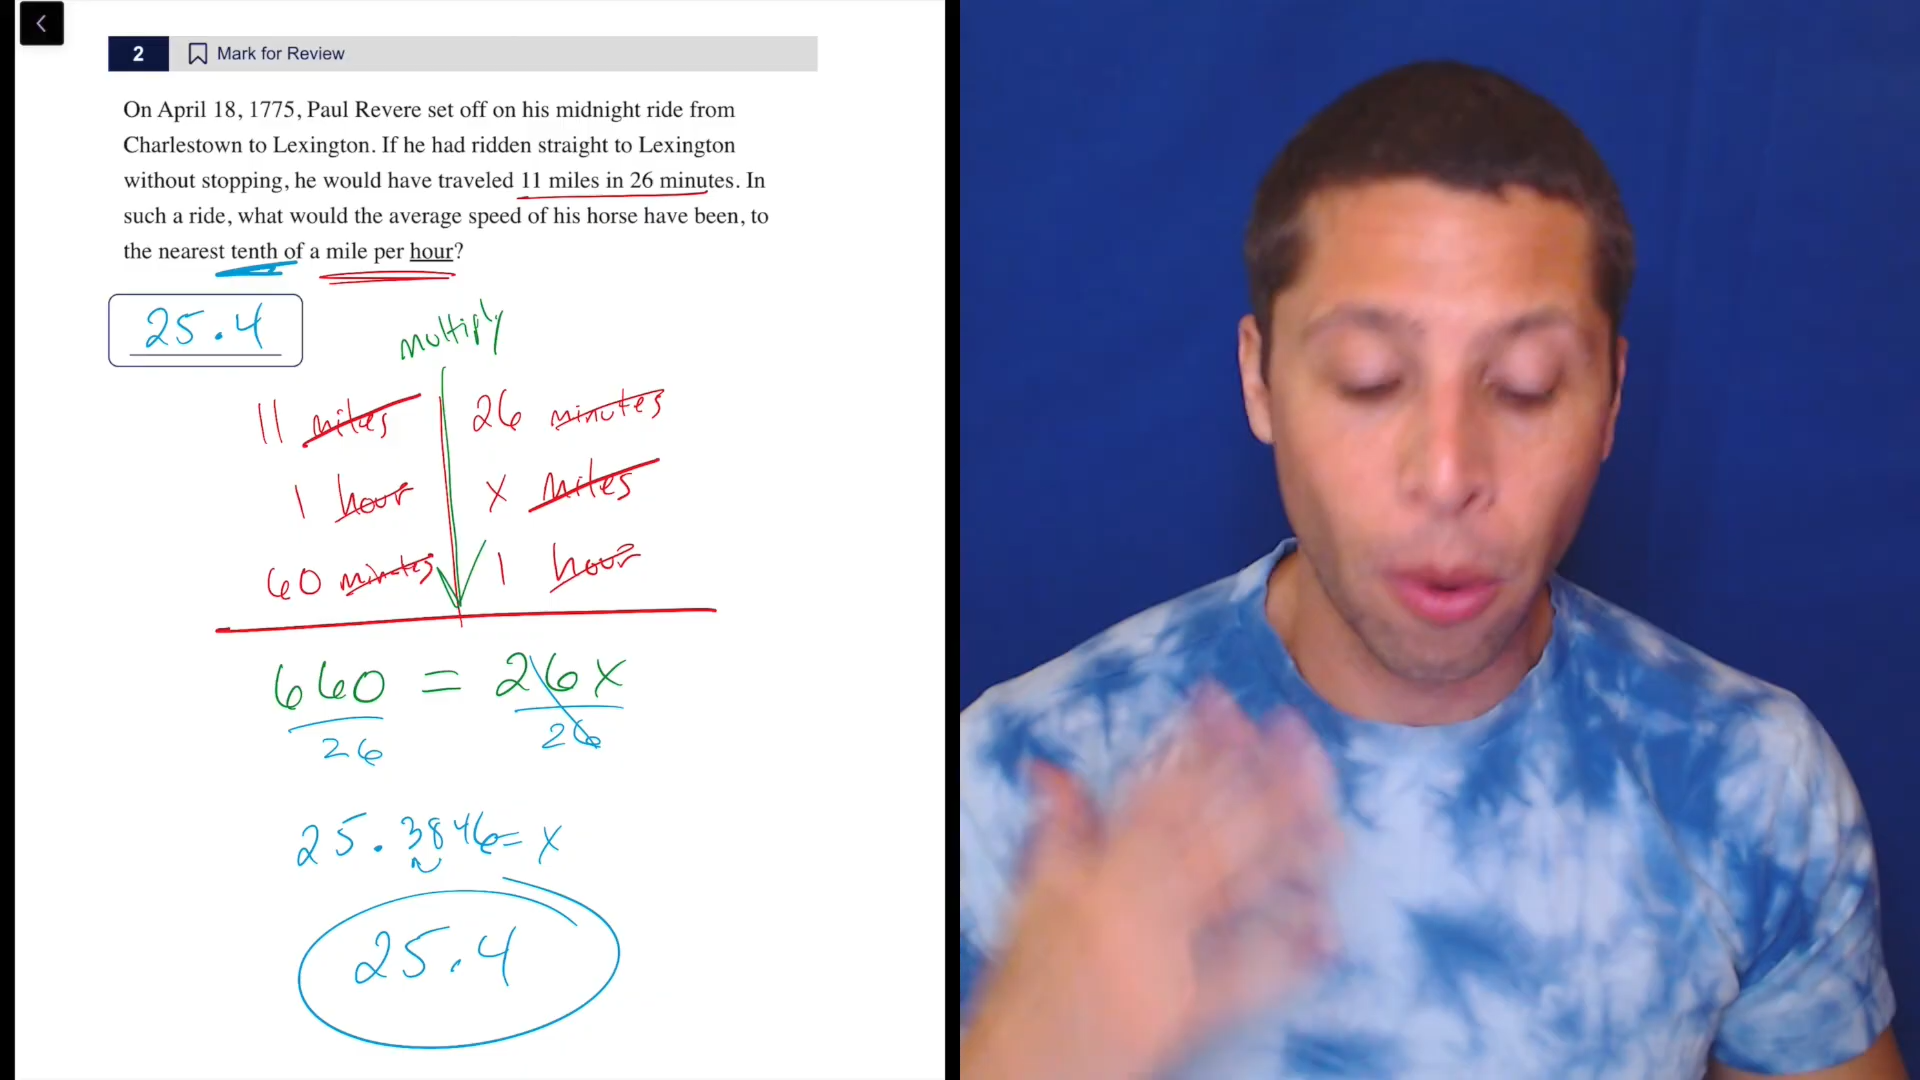 2 Mark for Review
On April 18, 1775, Paul Revere set off on his midnight ride from
Charlestown to Lexington. If he had ridden straight to Lexington
without stopping, he would have traveled 11 miles in 26 minutes. In
such a ride, what would the average speed of his horse have been, to
the nearest tenth of a mile per hour?
25.4
multiply
11 miles 26 minutes
1 hour x miles
60 minutes 1 hour
660 = 26x
26 26
25.3846 = x
25.4